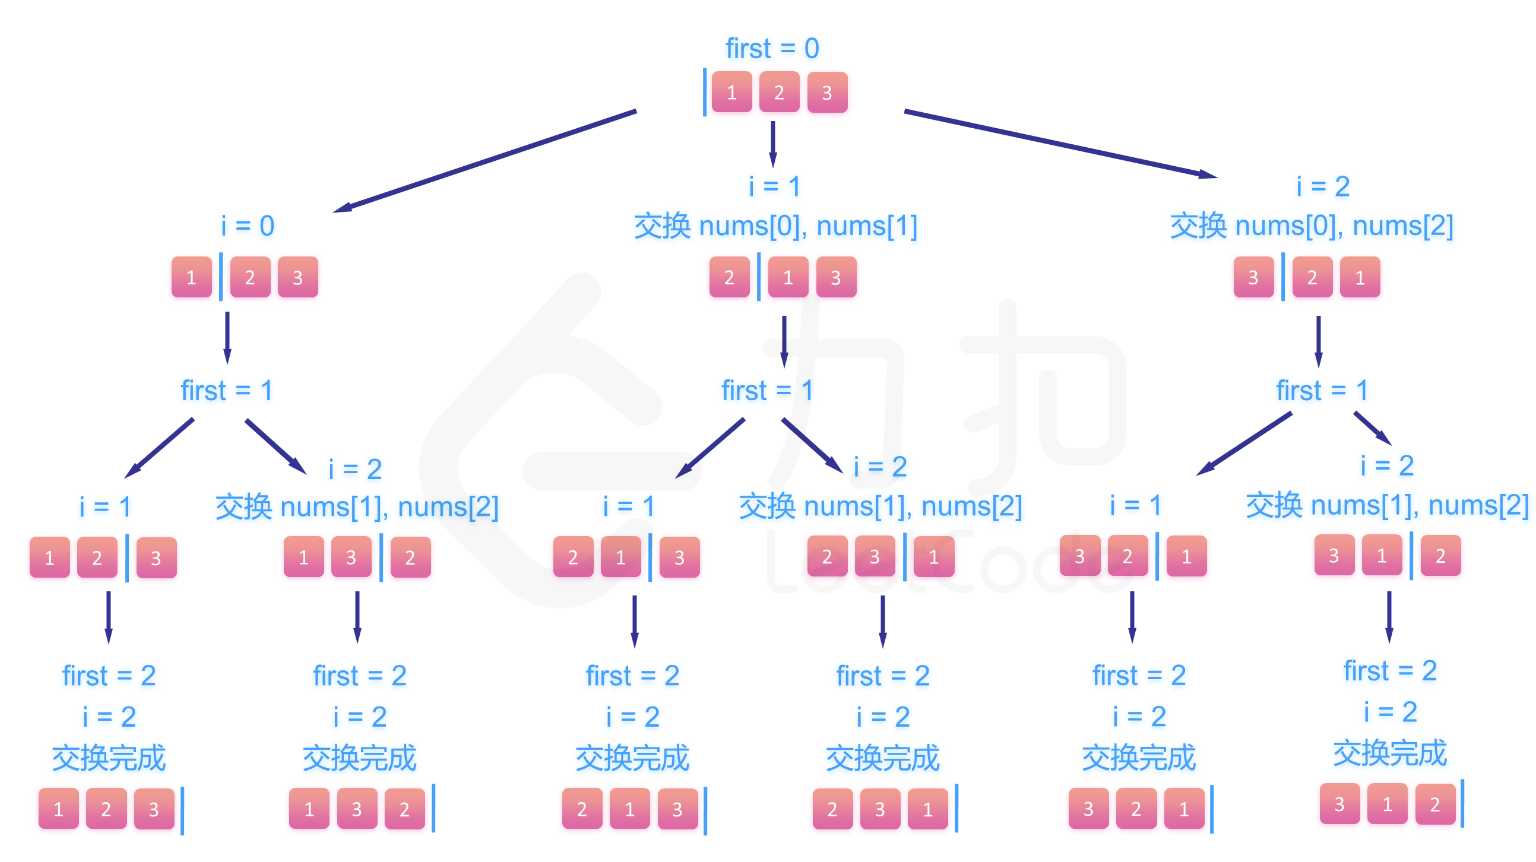 first = 0
1 2 3
i = 0
1 2 3
i = 1
交换 nums[0], nums[1]
2 1 3
i = 2
交换 nums[0], nums[2]
3 2 1
first = 1
first = 1
first = 1
i = 1
1 2 3
i = 2
交换 nums[1], nums[2]
1 3 2
i = 1
2 1 3
i = 2
交换 nums[1], nums[2]
2 3 1
i = 1
3 2 1
i = 2
交换 nums[1], nums[2]
3 1 2
first = 2
i = 2
交换完成
1 2 3
first = 2
i = 2
交换完成
1 3 2
first = 2
i = 2
交换完成
2 1 3
first = 2
i = 2
交换完成
2 3 1
first = 2
i = 2
交换完成
3 2 1
first = 2
i = 2
交换完成
3 1 2
力扣
LeetCode